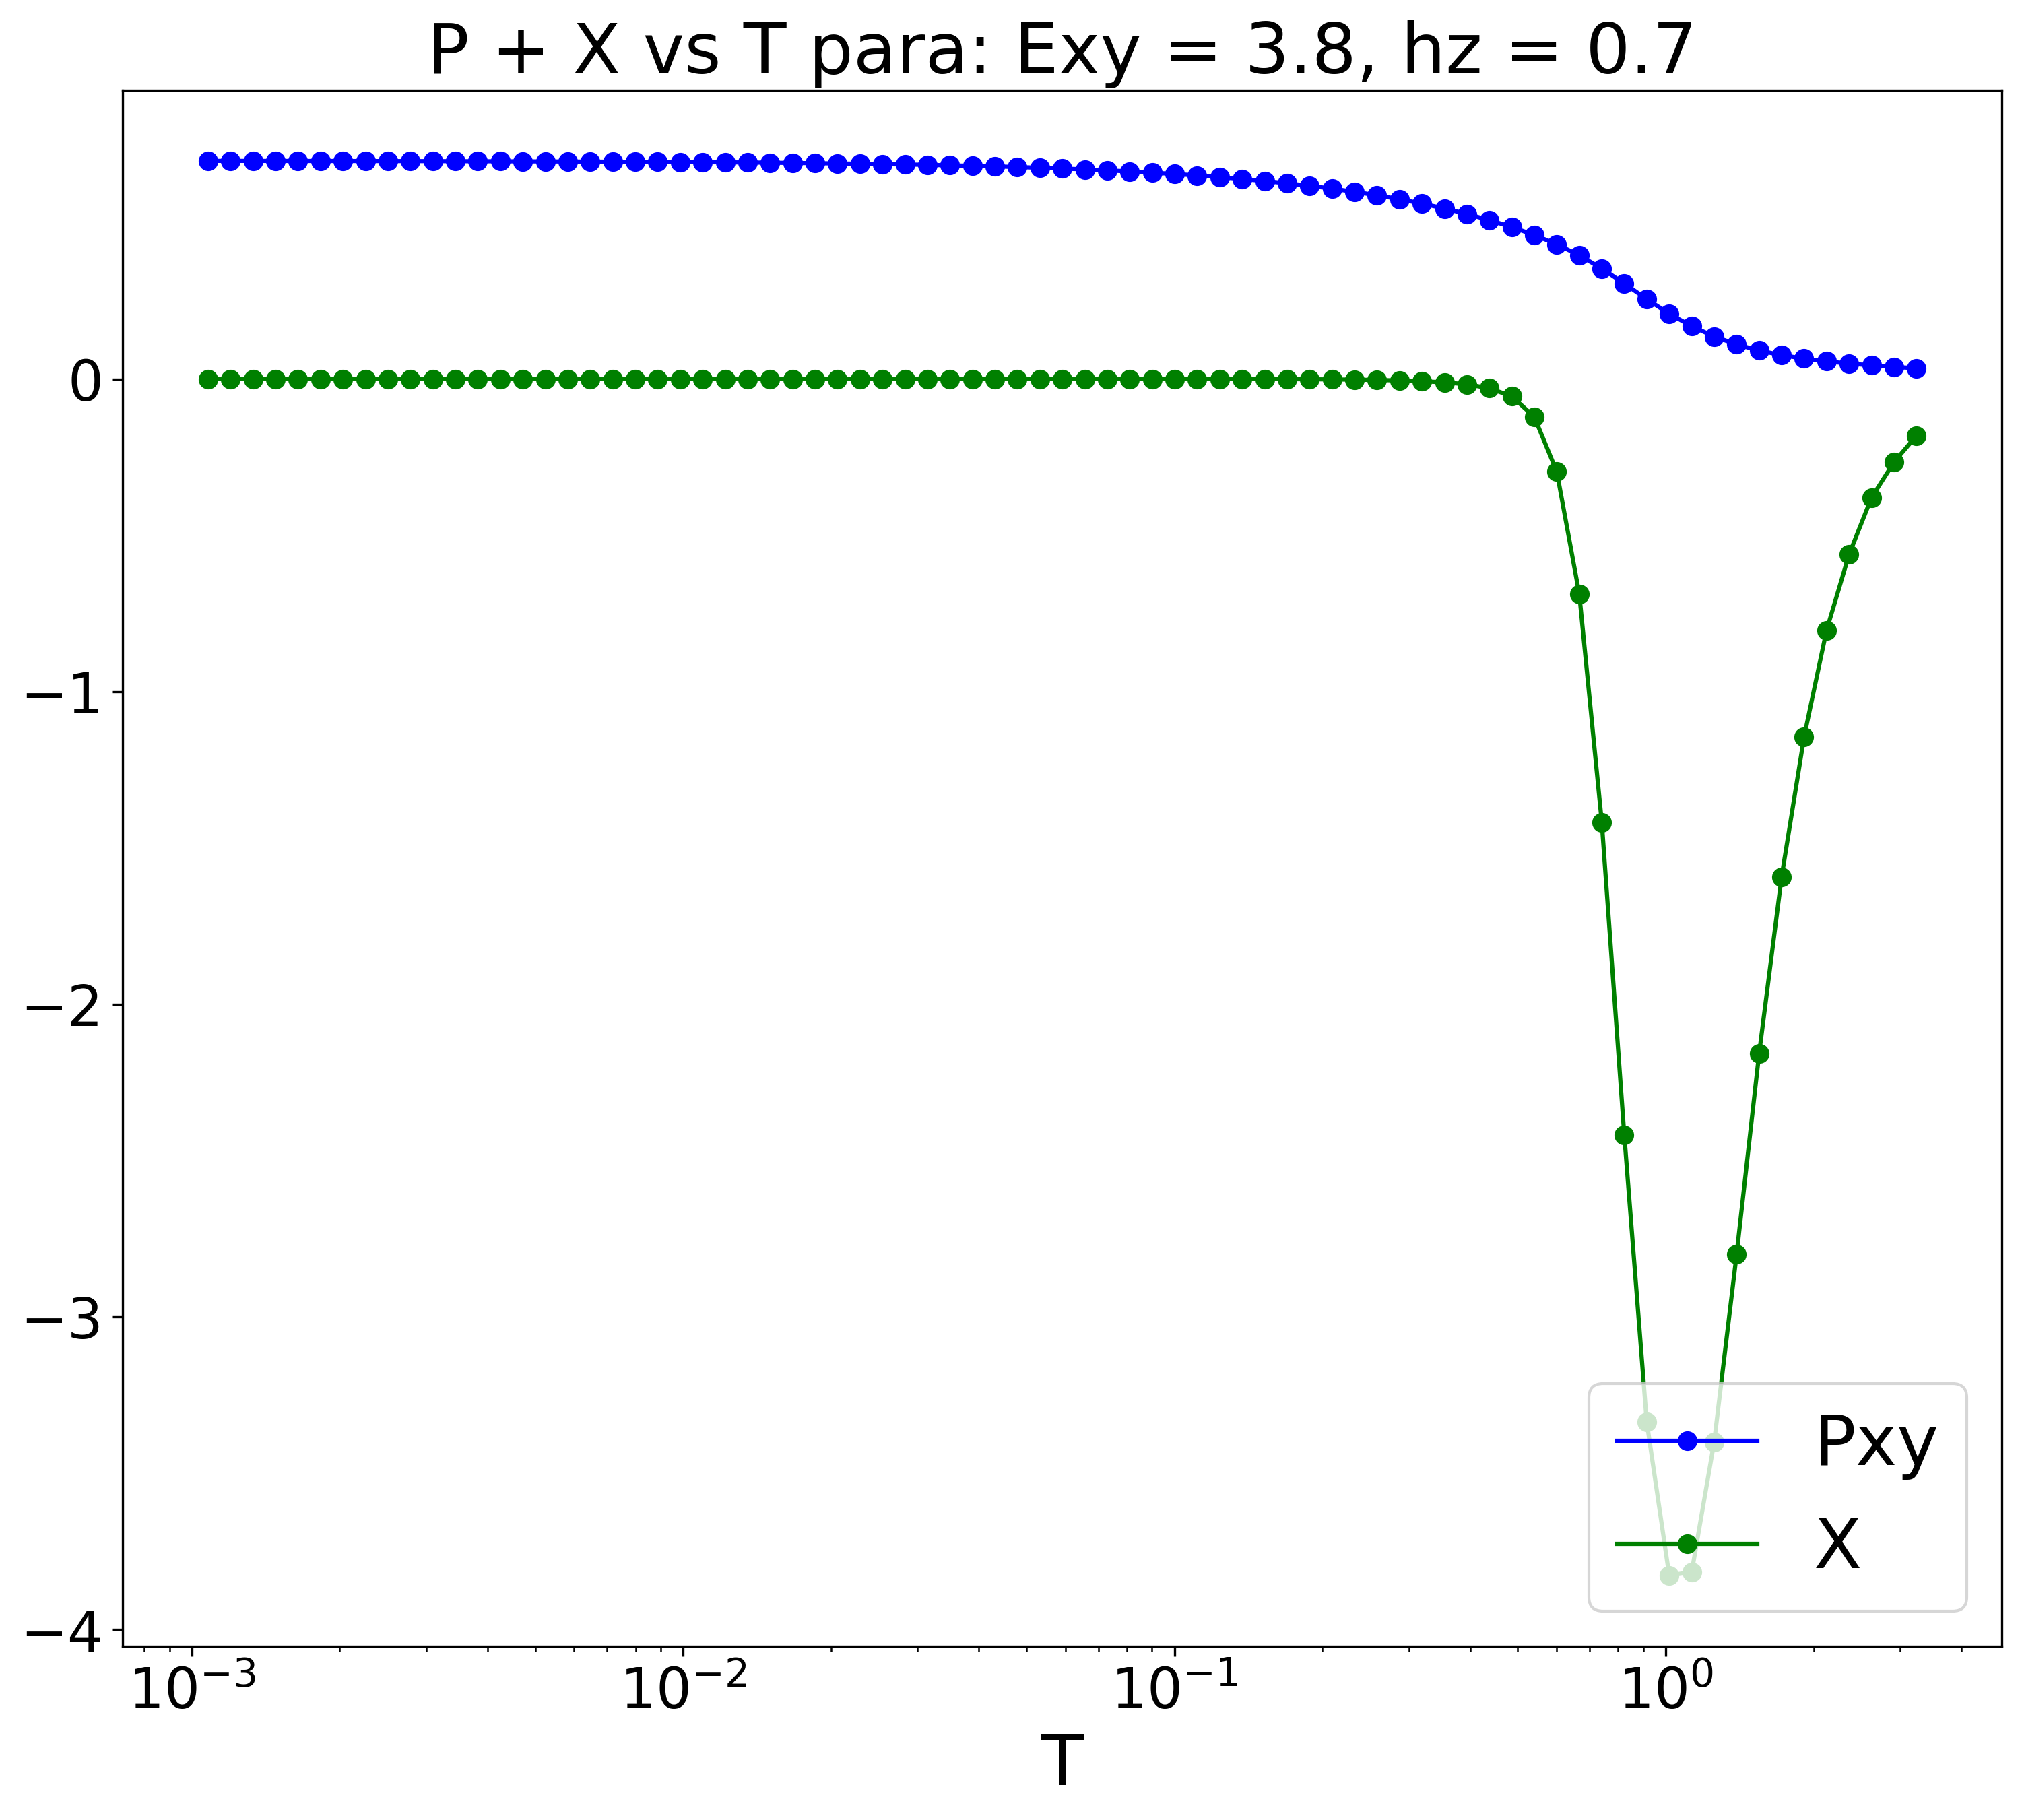 P + X vs T para: Exy = 3.8, hz = 0.7
0
−1
−2
−3
−4
Pxy
X
10⁻³ 10⁻² 10⁻¹ 10⁰
T